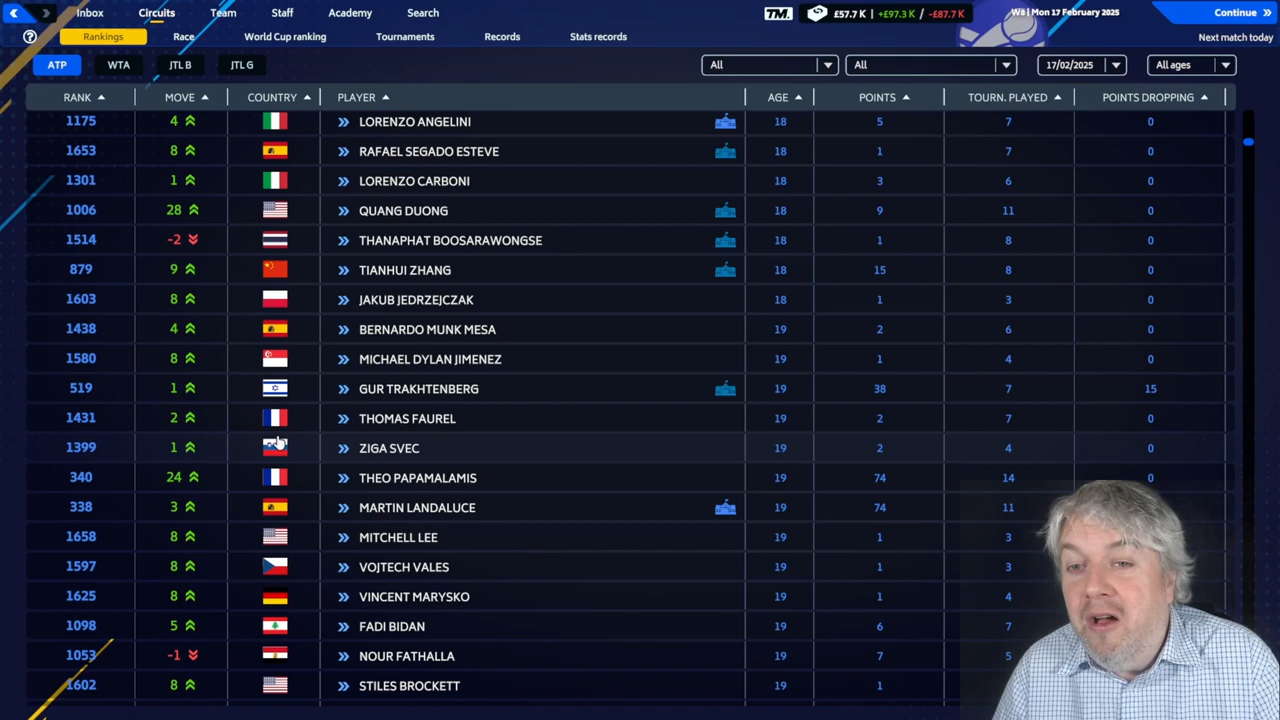 Inbox Circuits Team Staff Academy Search TM. £57.7 K | +£97.3 K / -£87.7 K W8 | Mon 17 February 2025 Continue
Rankings Race World Cup ranking Tournaments Records Stats records Next match today
ATP WTA JTL B JTL G All All 17/02/2025 All ages
RANK MOVE COUNTRY PLAYER AGE POINTS TOURN. PLAYED POINTS DROPPING
1175 4 LORENZO ANGELINI 18 5 7 0
1653 8 RAFAEL SEGADO ESTEVE 18 1 7 0
1301 1 LORENZO CARBONI 18 3 6 0
1006 28 QUANG DUONG 18 9 11 0
1514 -2 THANAPHAT BOOSARAWONGSE 18 1 8 0
879 9 TIANHUI ZHANG 18 15 8 0
1603 8 JAKUB JEDRZEJCZAK 18 1 3 0
1438 4 BERNARDO MUNK MESA 19 2 6 0
1580 8 MICHAEL DYLAN JIMENEZ 19 1 4 0
519 1 GUR TRAKHTENBERG 19 38 7 15
1431 2 THOMAS FAUREL 19 2 7 0
1399 1 ZIGA SVEC 19 2 4 0
340 24 THEO PAPAMALAMIS 19 74 14 0
338 3 MARTIN LANDALUCE 19 74 11
1658 8 MITCHELL LEE 19 1 3
1597 8 VOJTECH VALES 19 1 3
1625 8 VINCENT MARYSKO 19 1 4
1098 5 FADI BIDAN 19 6 7
1053 -1 NOUR FATHALLA 19 7 5
1602 8 STILES BROCKETT 19 1